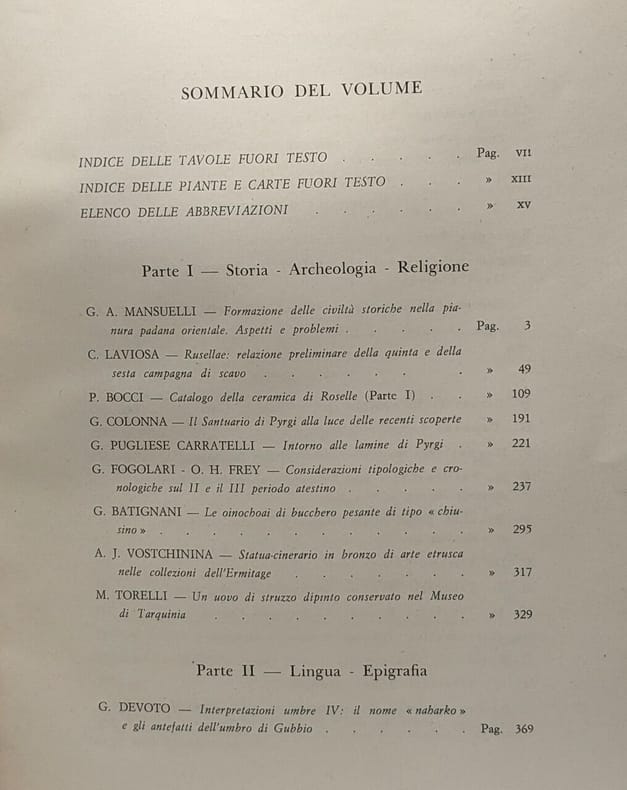 SOMMARIO DEL VOLUME
INDICE DELLE TAVOLE FUORI TESTO . . . . . Pag. VII
INDICE DELLE PIANTE E CARTE FUORI TESTO . . . » XIII
ELENCO DELLE ABBREVIAZIONI . . . . . . » XV
Parte I — Storia - Archeologia - Religione
G. A. MANSUELLI — Formazione delle civiltà storiche nella pia-
nura padana orientale. Aspetti e problemi . . . . . Pag. 3
C. LAVIOSA — Rusellae: relazione preliminare della quinta e della
sesta campagna di scavo . . . . . . » 49
P. BOCCI — Catalogo della ceramica di Roselle (Parte I) . . » 109
G. COLONNA — Il Santuario di Pyrgi alla luce delle recenti scoperte » 191
G. PUGLIESE CARRATELLI — Intorno alle lamine di Pyrgi . » 221
G. FOGOLARI - O. H. FREY — Considerazioni tipologiche e cro-
nologiche sul II e il III periodo atestino . . . . . » 237
G. BATIGNANI — Le oinochoai di bucchero pesante di tipo « chiu-
sino » . . . . . . . . . . . . » 295
A. J. VOSTCHININA — Statua-cinerario in bronzo di arte etrusca
nelle collezioni dell'Ermitage . . . . . . . » 317
M. TORELLI — Un uovo di struzzo dipinto conservato nel Museo
di Tarquinia . . . . . . . . . . » 329
Parte II — Lingua - Epigrafia
G. DEVOTO — Interpretazioni umbre IV: il nome « naharko »
e gli antefatti dell'umbro di Gubbio . . . . . . Pag. 369